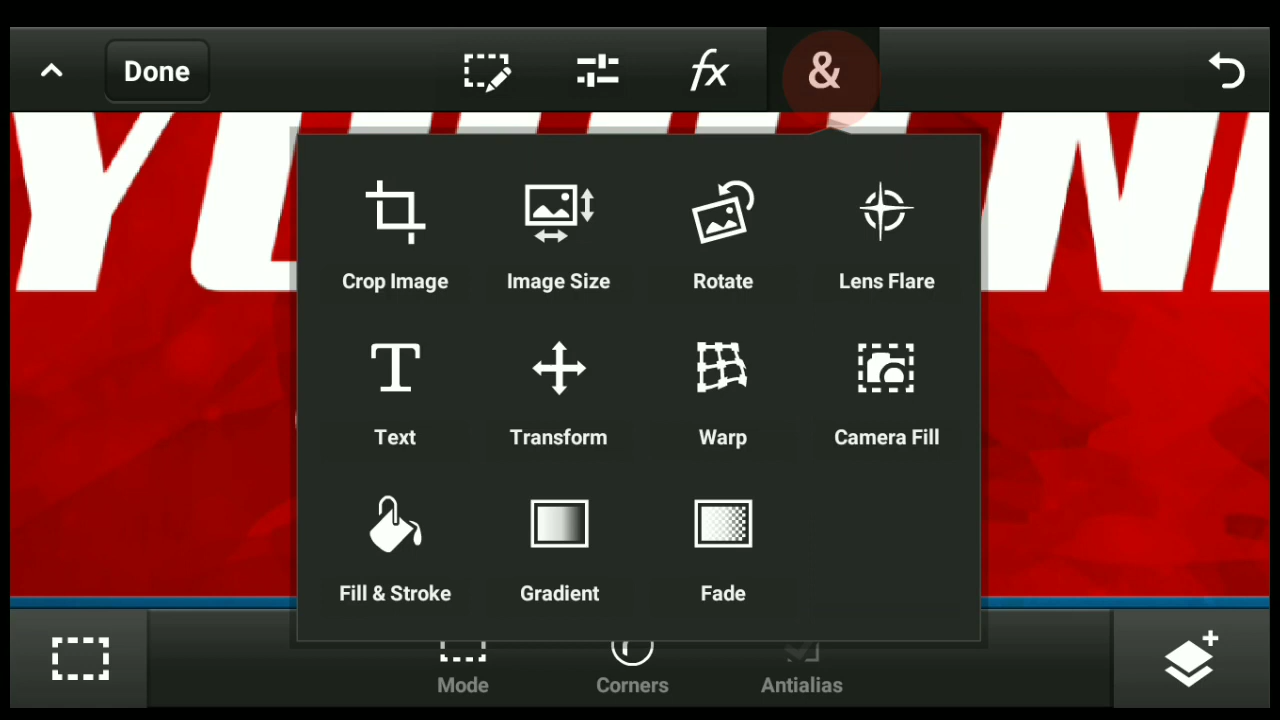 Done
fx
&
Crop Image
Image Size
Rotate
Lens Flare
Text
Transform
Warp
Camera Fill
Fill & Stroke
Gradient
Fade
Mode
Corners
Antialias